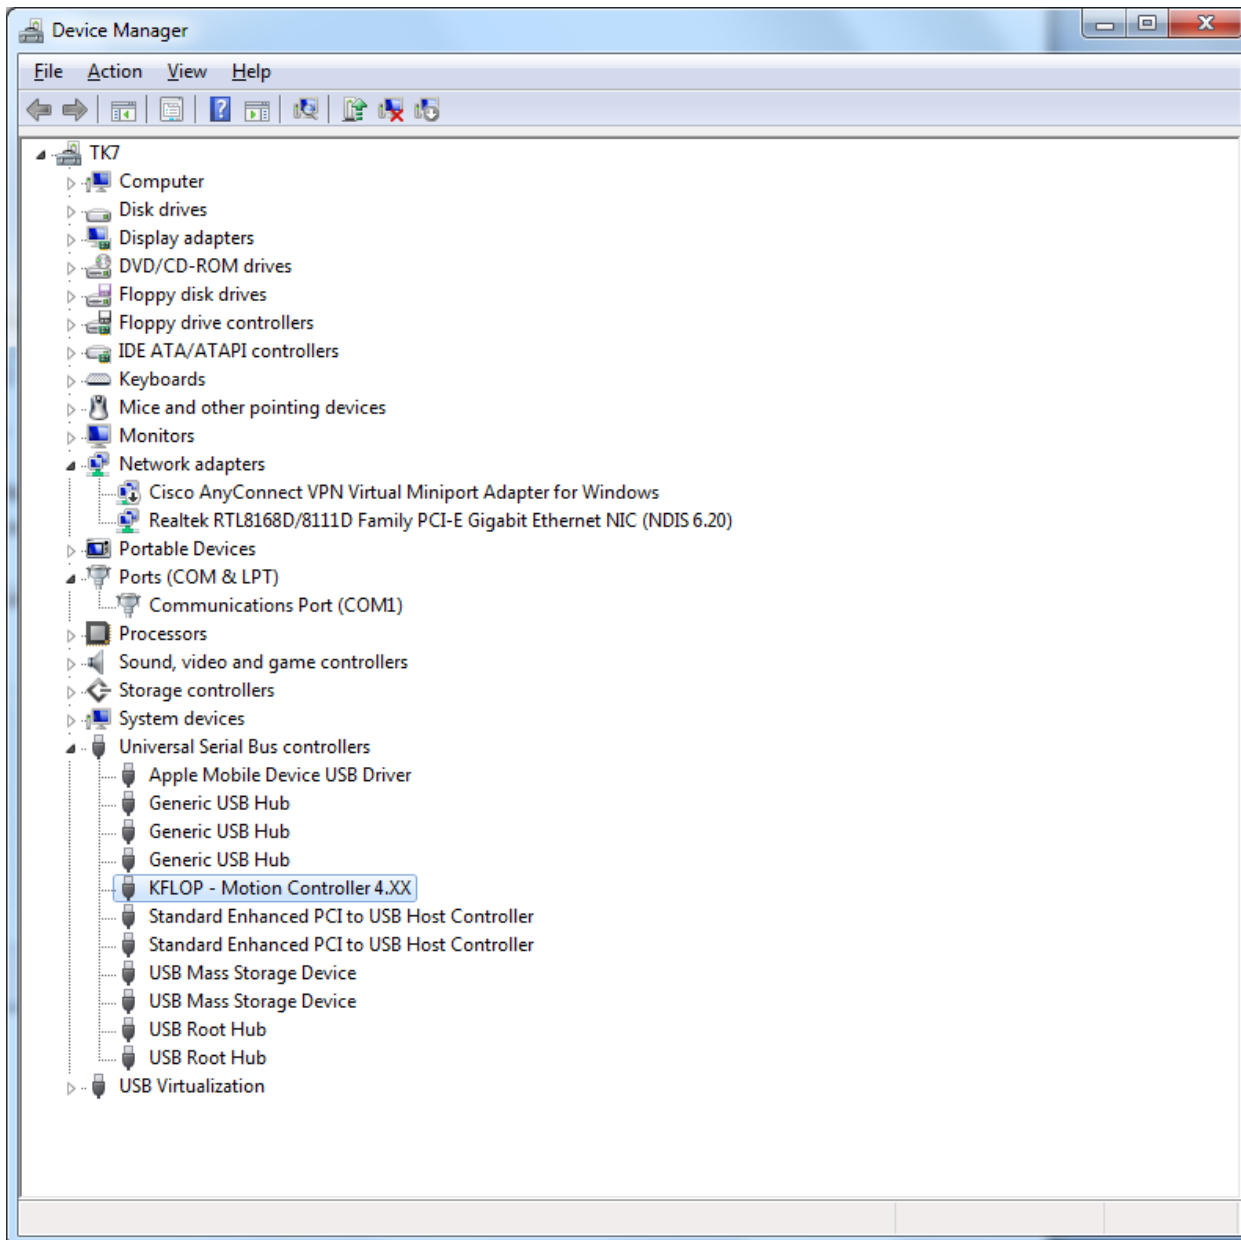 Device Manager
File Action View Help
TK7
Computer
Disk drives
Display adapters
DVD/CD-ROM drives
Floppy disk drives
Floppy drive controllers
IDE ATA/ATAPI controllers
Keyboards
Mice and other pointing devices
Monitors
Network adapters
Cisco AnyConnect VPN Virtual Miniport Adapter for Windows
Realtek RTL8168D/8111D Family PCI-E Gigabit Ethernet NIC (NDIS 6.20)
Portable Devices
Ports (COM & LPT)
Communications Port (COM1)
Processors
Sound, video and game controllers
Storage controllers
System devices
Universal Serial Bus controllers
Apple Mobile Device USB Driver
Generic USB Hub
Generic USB Hub
Generic USB Hub
KFLOP - Motion Controller 4.XX
Standard Enhanced PCI to USB Host Controller
Standard Enhanced PCI to USB Host Controller
USB Mass Storage Device
USB Mass Storage Device
USB Root Hub
USB Root Hub
USB Virtualization